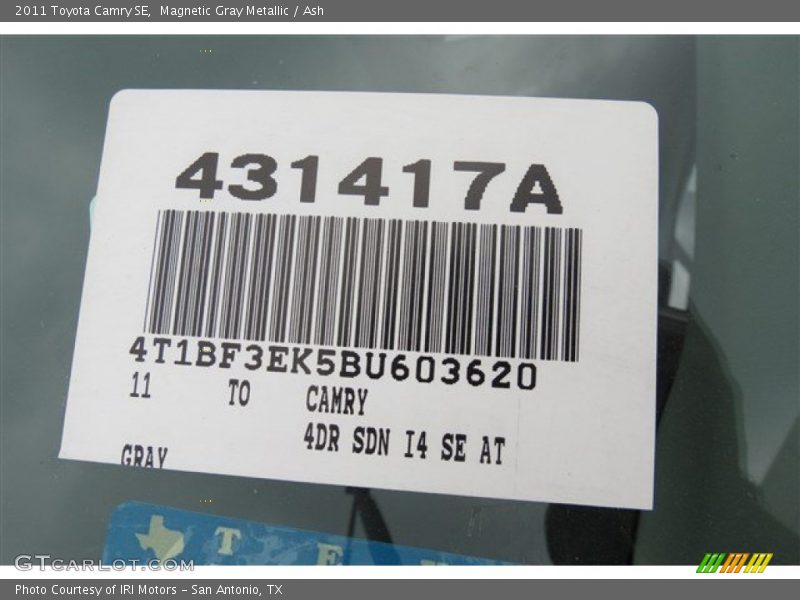 2011 Toyota Camry SE, Magnetic Gray Metallic / Ash
431417A
4T1BF3EK5BU603620
11 TO CAMRY
4DR SDN I4 SE AT
GRAY
T E
GTcarlot.com
Photo Courtesy of IRI Motors – San Antonio, TX